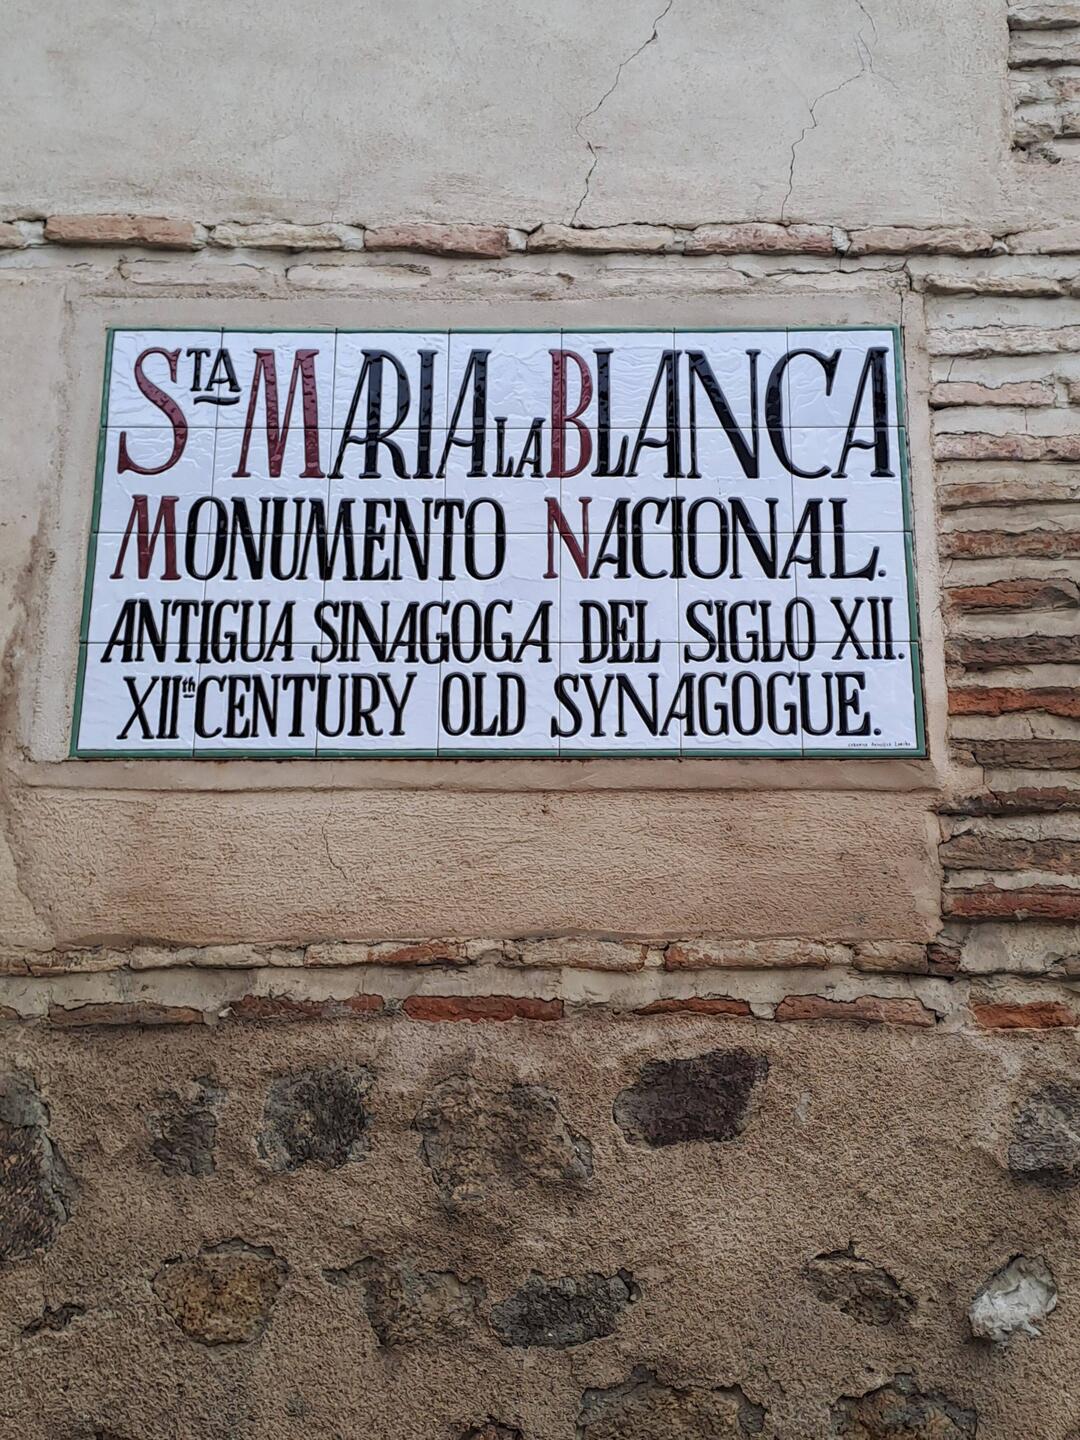 STA MARIA LA BLANCA
MONUMENTO NACIONAL.
ANTIGUA SINAGOGA DEL SIGLO XII.
XIIth CENTURY OLD SYNAGOGUE.